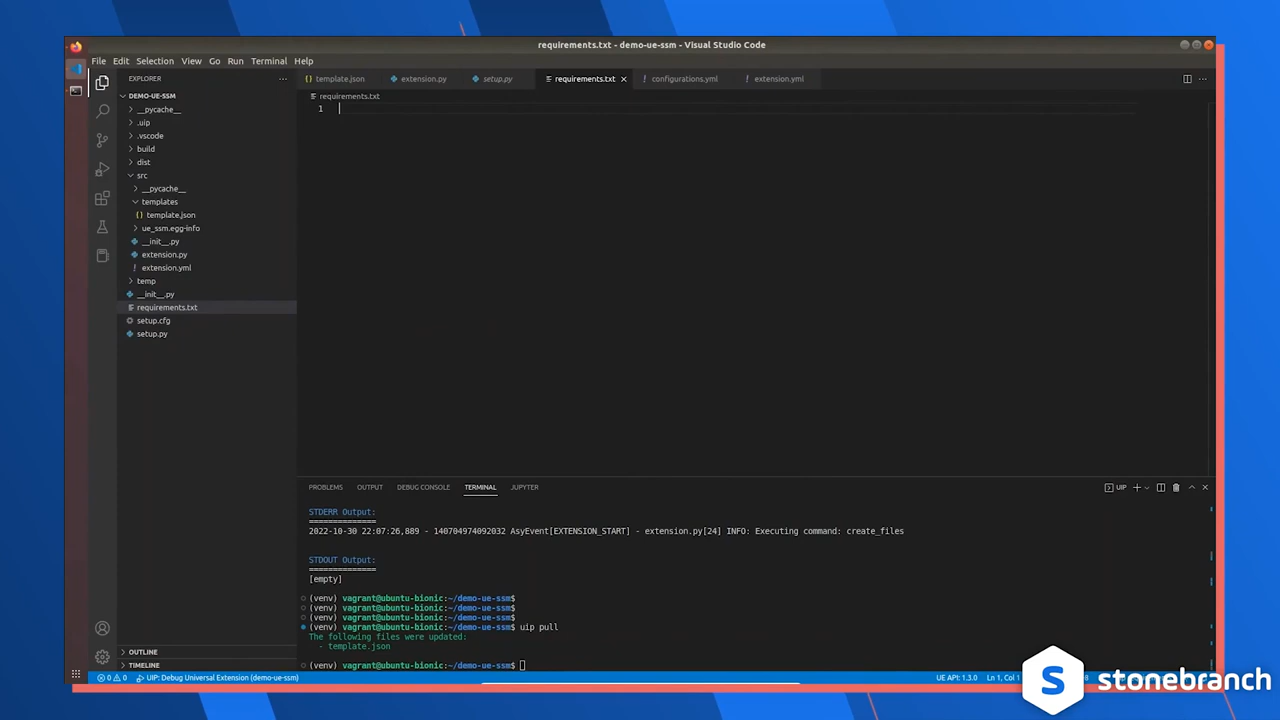 requirements.txt - demo-ue-ssm - Visual Studio Code
File Edit Selection View Go Run Terminal Help
EXPLORER
template.json
extension.py
setup.py
requirements.txt
configurations.yml
extension.yml
DEMO-UE-SSM
requirements.txt
1
__pycache__
.uip
.vscode
build
dist
src
__pycache__
templates
template.json
ue_ssm.egg-info
__init__.py
extension.py
extension.yml
temp
__init__.py
requirements.txt
setup.cfg
setup.py
PROBLEMS OUTPUT DEBUG CONSOLE TERMINAL JUPYTER
UIP
STDERR Output:
==============
2022-10-30 22:07:26,889 - 140704974092032 AsyEvent[EXTENSION_START] - extension.py[24] INFO: Executing command: create_files
STDOUT Output:
==============
[empty]
(venv) vagrant@ubuntu-bionic:~/demo-ue-ssm$
(venv) vagrant@ubuntu-bionic:~/demo-ue-ssm$
(venv) vagrant@ubuntu-bionic:~/demo-ue-ssm$
(venv) vagrant@ubuntu-bionic:~/demo-ue-ssm$ uip pull
The following files were updated:
- template.json
(venv) vagrant@ubuntu-bionic:~/demo-ue-ssm$
OUTLINE
TIMELINE
0 0 UIP: Debug Universal Extension (demo-ue-ssm)
UE API: 1.3.0 Ln 1, Col 1
S stonebranch